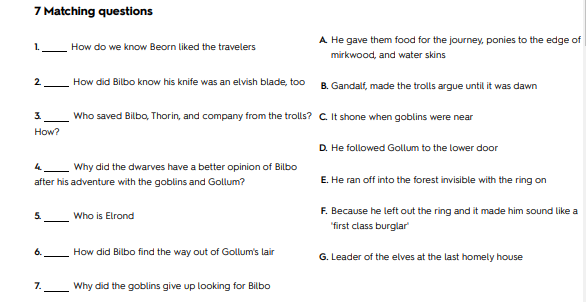 7 Matching questions
1. _____ How do we know Beorn liked the travelers
2. _____ How did Bilbo know his knife was an elvish blade, too
3. _____ Who saved Bilbo, Thorin, and company from the trolls?
How?
4. _____ Why did the dwarves have a better opinion of Bilbo
after his adventure with the goblins and Gollum?
5. _____ Who is Elrond
6. _____ How did Bilbo find the way out of Gollum's lair
7. _____ Why did the goblins give up looking for Bilbo
A. He gave them food for the journey, ponies to the edge of
mirkwood, and water skins
B. Gandalf, made the trolls argue until it was dawn
C. It shone when goblins were near
D. He followed Gollum to the lower door
E. He ran off into the forest invisible with the ring on
F. Because he left out the ring and it made him sound like a
'first class burglar'
G. Leader of the elves at the last homely house